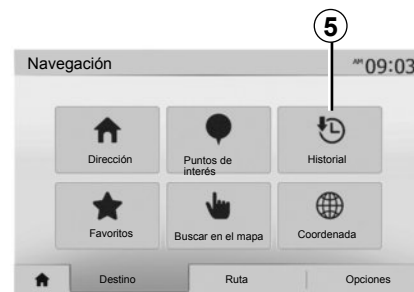 5
Navegación
AM 09:03
Dirección
Puntos de
interés
Historial
Favoritos
Buscar en el mapa
Coordenada
Destino
Ruta
Opciones